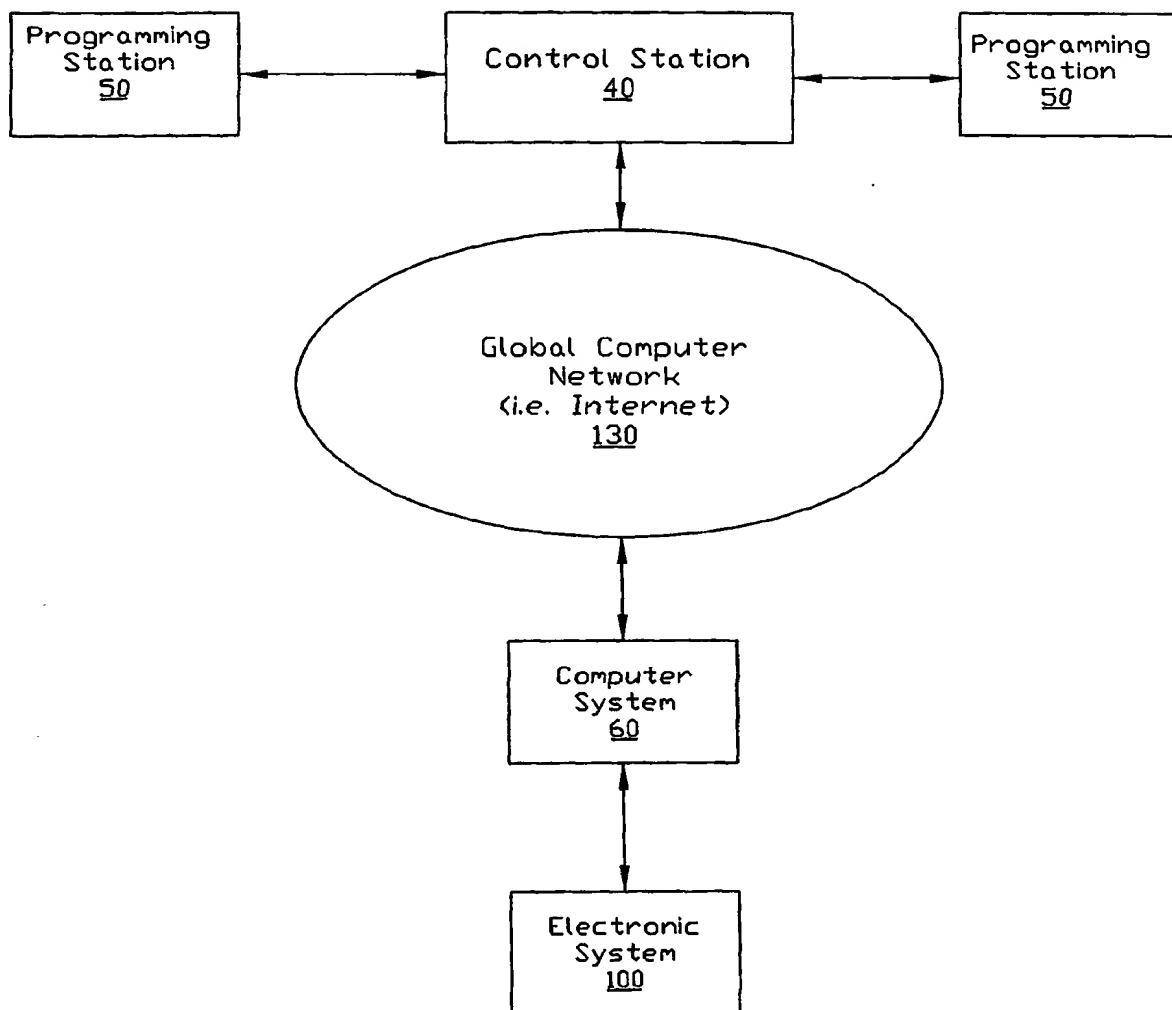 Programming
Station
50
Control Station
40
Programming
Station
50
Global Computer
Network
(i.e. Internet)
130
Computer
System
60
Electronic
System
100